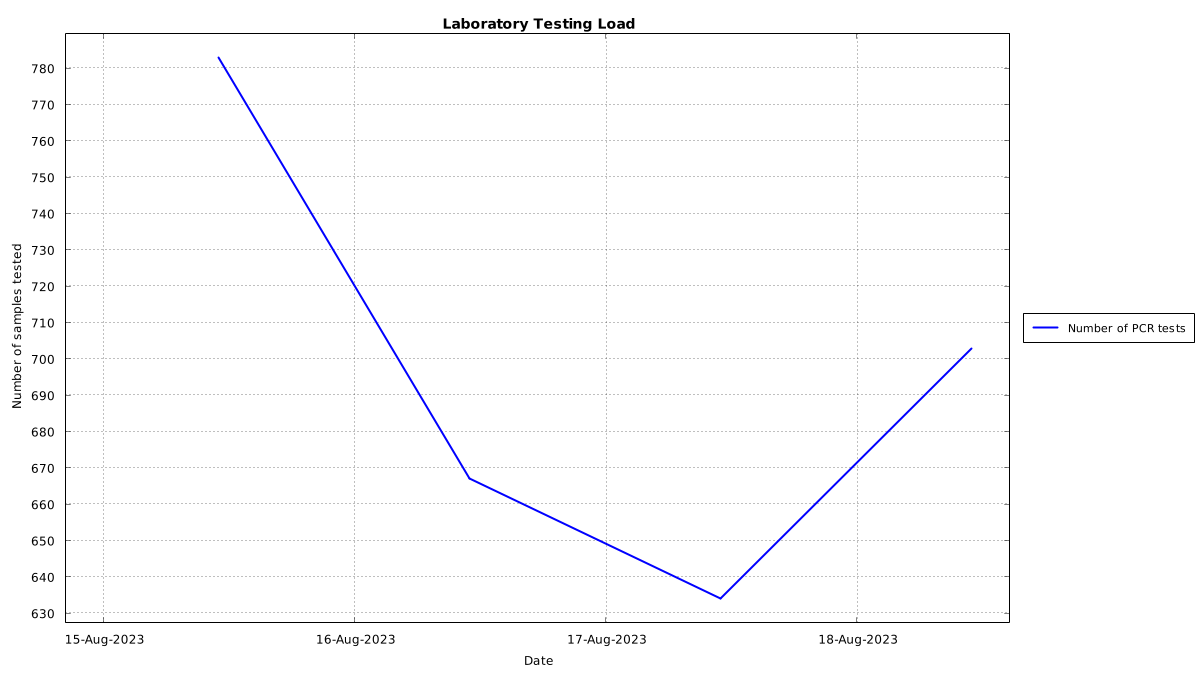 Laboratory Testing Load
Number of samples tested
780
770
760
750
740
730
720
710
700
690
680
670
660
650
640
630
15-Aug-2023
16-Aug-2023
17-Aug-2023
18-Aug-2023
Date
Number of PCR tests